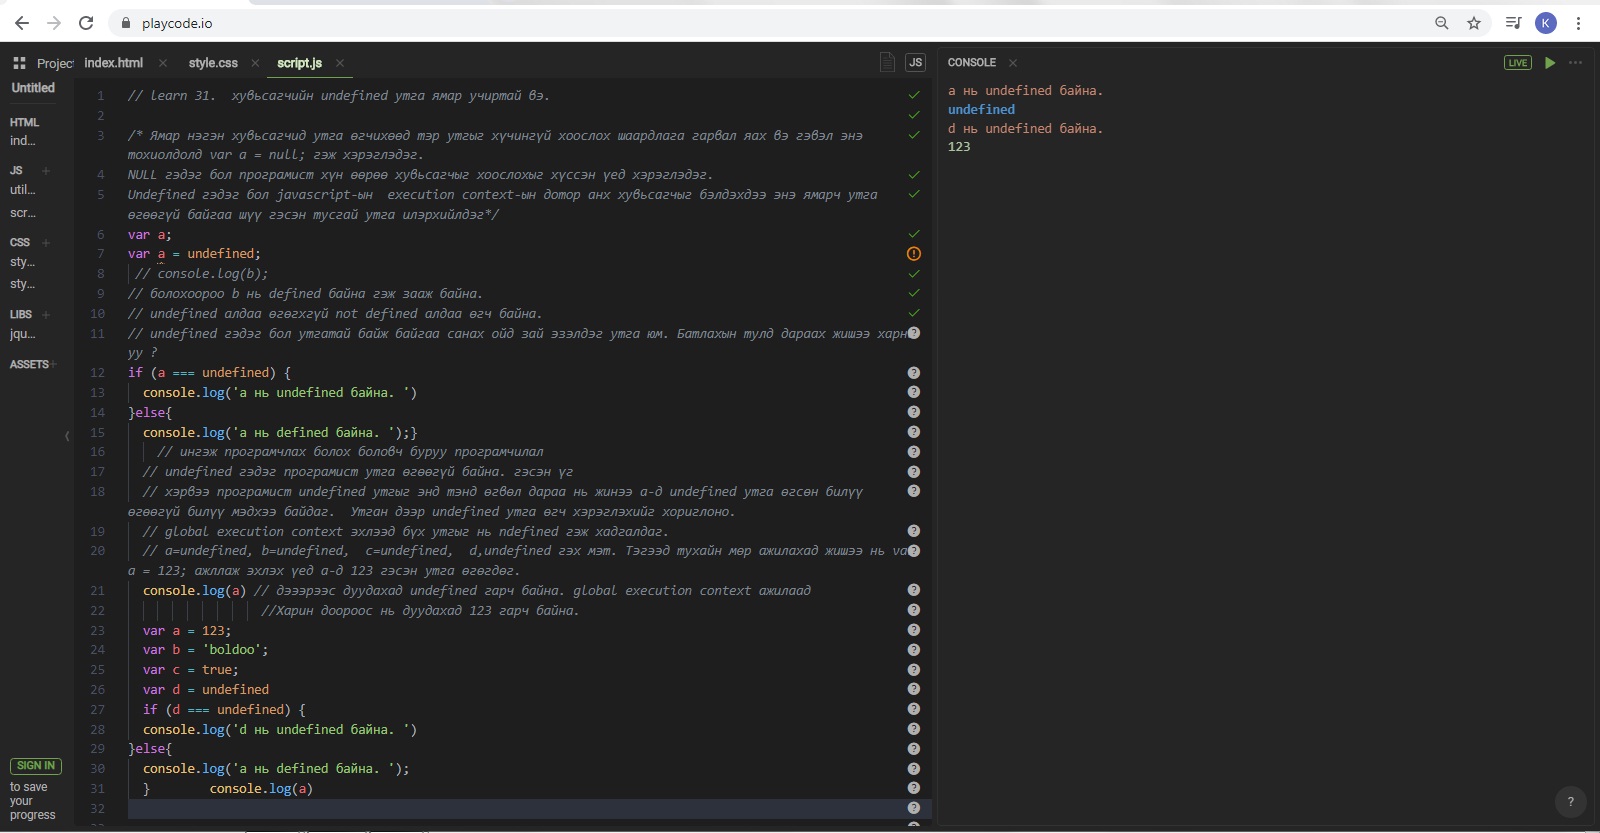 playcode.io
K
Project
index.html
style.css
script.js
JS
Untitled
HTML
ind...
JS
util...
scr...
CSS
sty...
sty...
LIBS
jqu...
ASSETS
SIGN IN
to save
your
progress
1 // learn 31.  хувьсагчийн undefined утга ямар учиртай вэ.
2
3 /* Ямар нэгэн хувьсагчид утга өгчихөөд тэр утгыг хүчингүй хоослох шаардлага гарвал яах вэ гэвэл энэ
тохиолдолд var a = null; гэж хэрэглэдэг.
4 NULL гэдэг бол програмист хүн өөрөө хувьсагчыг хоослохыг хүссэн үед хэрэглэдэг.
5 Undefined гэдэг бол javascript-ын  execution context-ын дотор анх хувьсагчыг бэлдэхдээ энэ ямарч утга
өгөөгүй байгаа шүү гэсэн тусгай утга илэрхийлдэг*/
6 var a;
7 var a = undefined;
8 // console.log(b);
9 // болохоороо b нь defined байна гэж зааж байна.
10 // undefined алдаа өгөгхгүй not defined алдаа өгч байна.
11 // undefined гэдэг бол утгатай байж байгаа санах ойд зай эзэлдэг утга юм. Батлахын тулд дараах жишээ харн
уу ?
12 if (a === undefined) {
13 console.log('a нь undefined байна. ')
14 }else{
15 console.log('a нь defined байна. ');}
16 // ингэж програмчлах болох боловч буруу програмчилал
17 // undefined гэдэг програмист утга өгөөгүй байна. гэсэн үг
18 // хэрвээ програмист undefined утгыг энд тэнд өгвөл дараа нь жинээ a-д undefined утга өгсөн билүү
өгөөгүй билүү мэдхээ байдаг.  Утган дээр undefined утга өгч хэрэглэхийг хориглоно.
19 // global execution context эхлээд бүх утгыг нь ndefined гэж хадгалдаг.
20 // a=undefined, b=undefined,  c=undefined,  d,undefined гэх мэт. Тэгээд тухайн мөр ажилахад жишээ нь va
a = 123; ажллаж эхлэх үед a-д 123 гэсэн утга өгөгдөг.
21 console.log(a) // дээээрээс дуудахад undefined гарч байна. global execution context ажилаад
22 //Харин доороос нь дуудахад 123 гарч байна.
23 var a = 123;
24 var b = 'boldoo';
25 var c = true;
26 var d = undefined
27 if (d === undefined) {
28 console.log('d нь undefined байна. ')
29 }else{
30 console.log('a нь defined байна. ');
31 }        console.log(a)
32
CONSOLE
LIVE
a нь undefined байна.
undefined
d нь undefined байна.
123